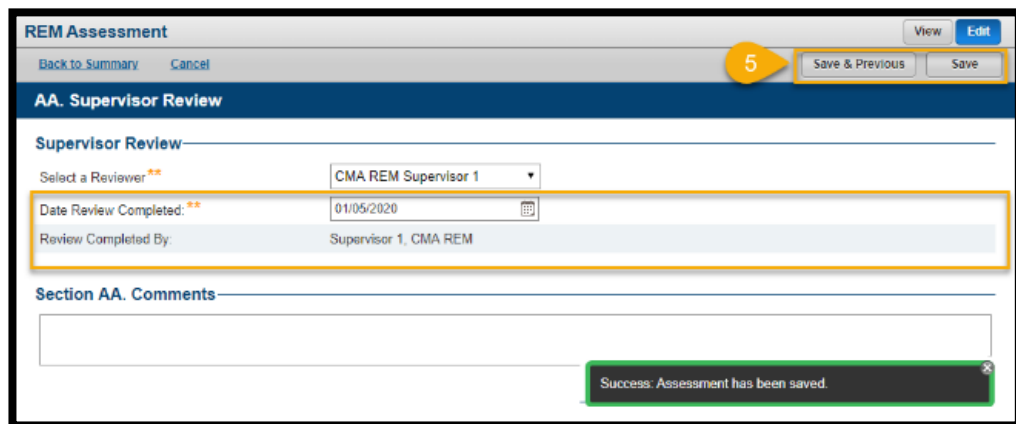 REM Assessment View Edit
Back to Summary Cancel 5 Save & Previous Save
AA. Supervisor Review
Supervisor Review
Select a Reviewer** CMA REM Supervisor 1
Date Review Completed:** 01/05/2020
Review Completed By: Supervisor 1, CMA REM
Section AA. Comments
Success: Assessment has been saved.